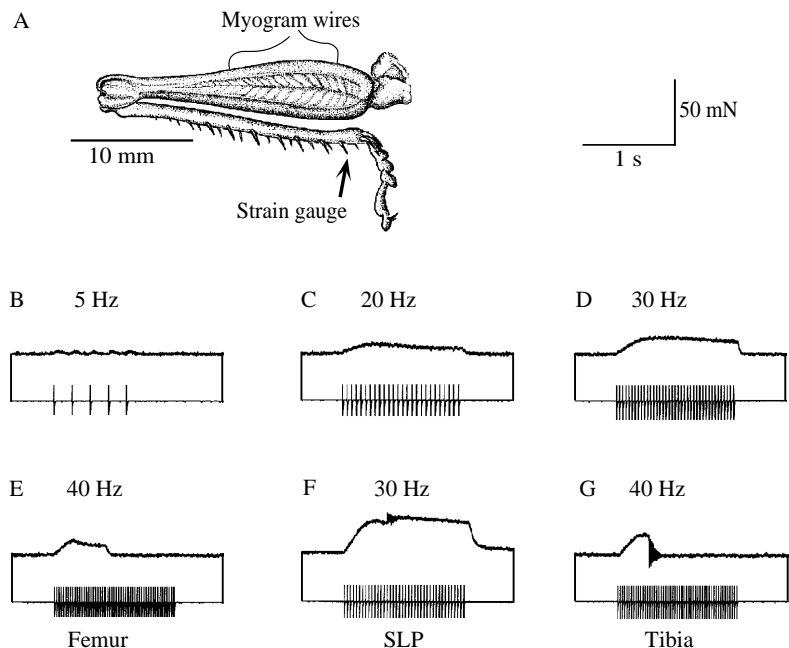 A
Myogram wires
50 mN
10 mm
1 s
Strain gauge
B 5 Hz
C 20 Hz
D 30 Hz
E 40 Hz
F 30 Hz
G 40 Hz
Femur
SLP
Tibia